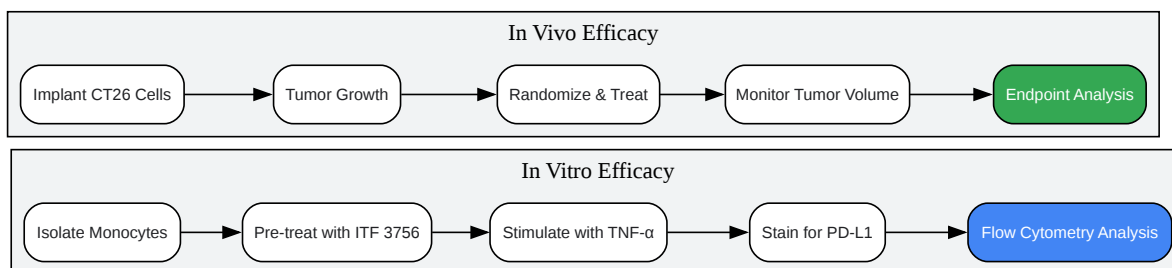 In Vivo Efficacy
Implant CT26 Cells
Tumor Growth
Randomize & Treat
Monitor Tumor Volume
Endpoint Analysis
In Vitro Efficacy
Isolate Monocytes
Pre-treat with ITF 3756
Stimulate with TNF-α
Stain for PD-L1
Flow Cytometry Analysis